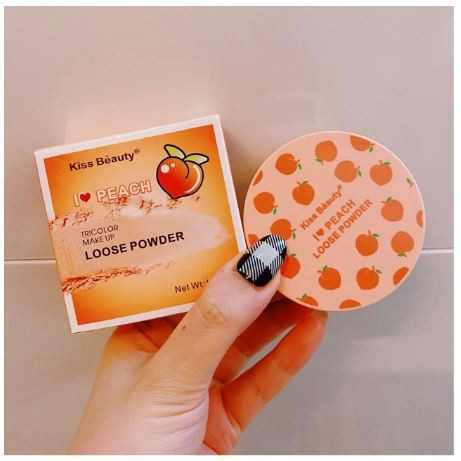 Kiss Beauty®
I PEACH
TRICOLOR
MAKE UP
LOOSE POWDER
Net Wt:
Kiss Beauty®
I PEACH
LOOSE POWDER